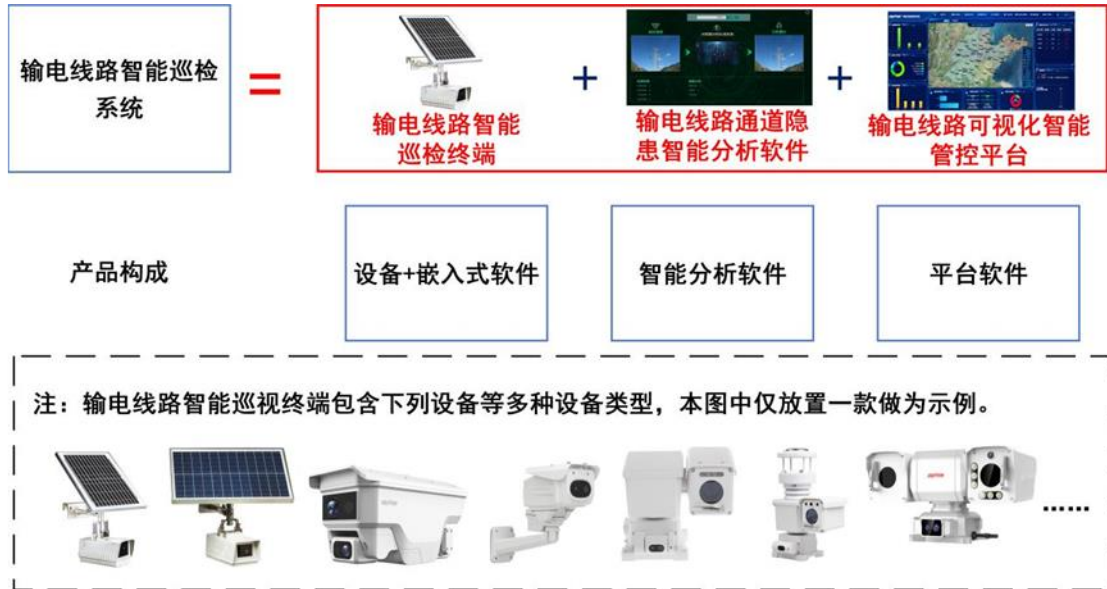 输电线路智能巡检
系统
=
+
+
输电线路智能
巡检终端
输电线路通道隐
患智能分析软件
输电线路可视化智能
管控平台
产品构成
设备+嵌入式软件
智能分析软件
平台软件
注：输电线路智能巡视终端包含下列设备等多种设备类型，本图中仅放置一款做为示例。
……